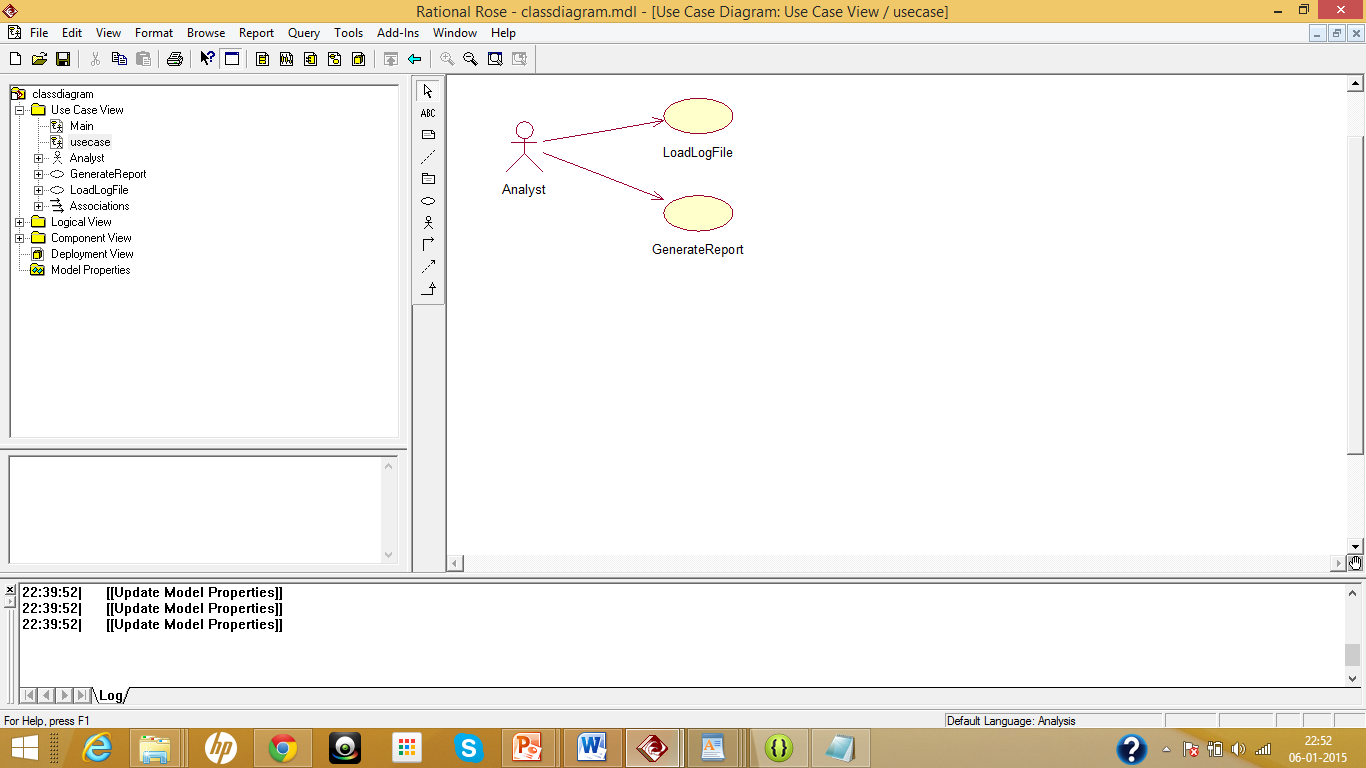 Rational Rose - classdiagram.mdl - [Use Case Diagram: Use Case View / usecase]
File Edit View Format Browse Report Query Tools Add-Ins Window Help
classdiagram
Use Case View
Main
usecase
Analyst
GenerateReport
LoadLogFile
Associations
Logical View
Component View
Deployment View
Model Properties
ABC
Analyst
LoadLogFile
GenerateReport
22:39:52| [[Update Model Properties]]
22:39:52| [[Update Model Properties]]
22:39:52| [[Update Model Properties]]
Log
For Help, press F1
Default Language: Analysis
22:52
06-01-2015